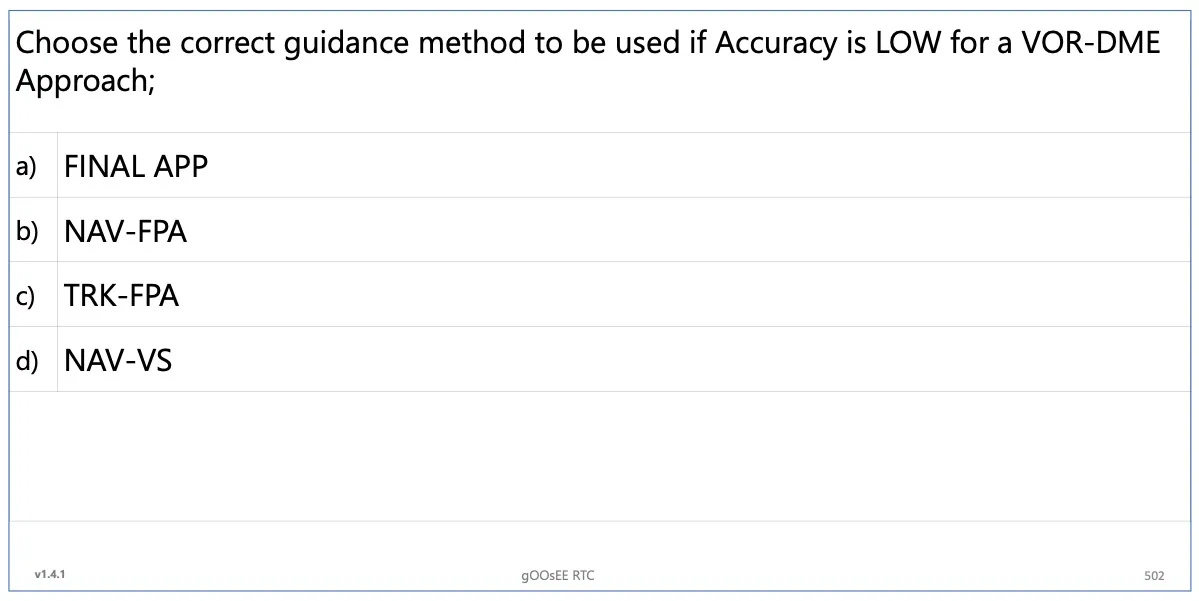 Choose the correct guidance method to be used if Accuracy is LOW for a VOR-DME
Approach;
a) FINAL APP
b) NAV-FPA
c) TRK-FPA
d) NAV-VS
v1.4.1 gOOsEE RTC 502